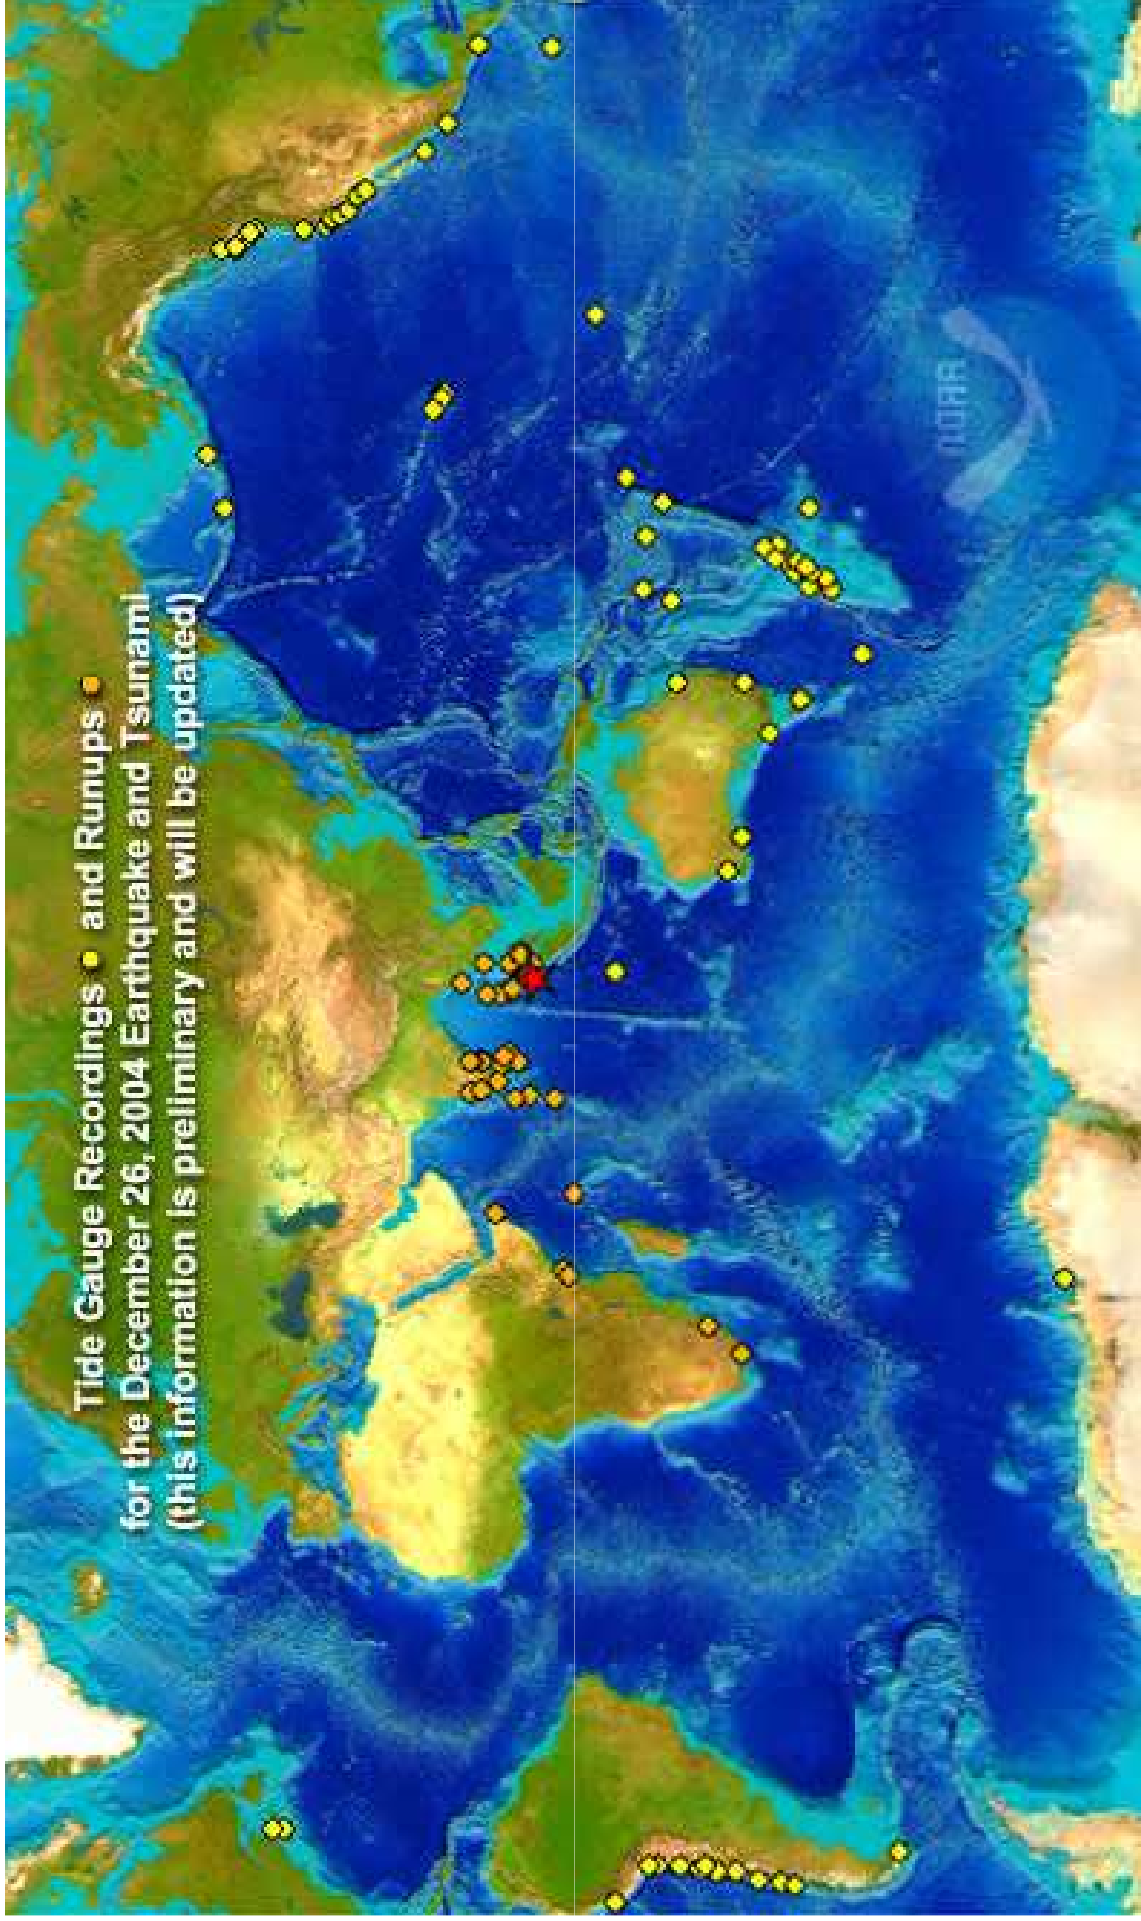 Tide Gauge Recordings and Runups
for the December 26, 2004 Earthquake and Tsunami
(this information is preliminary and will be updated)
NOAA